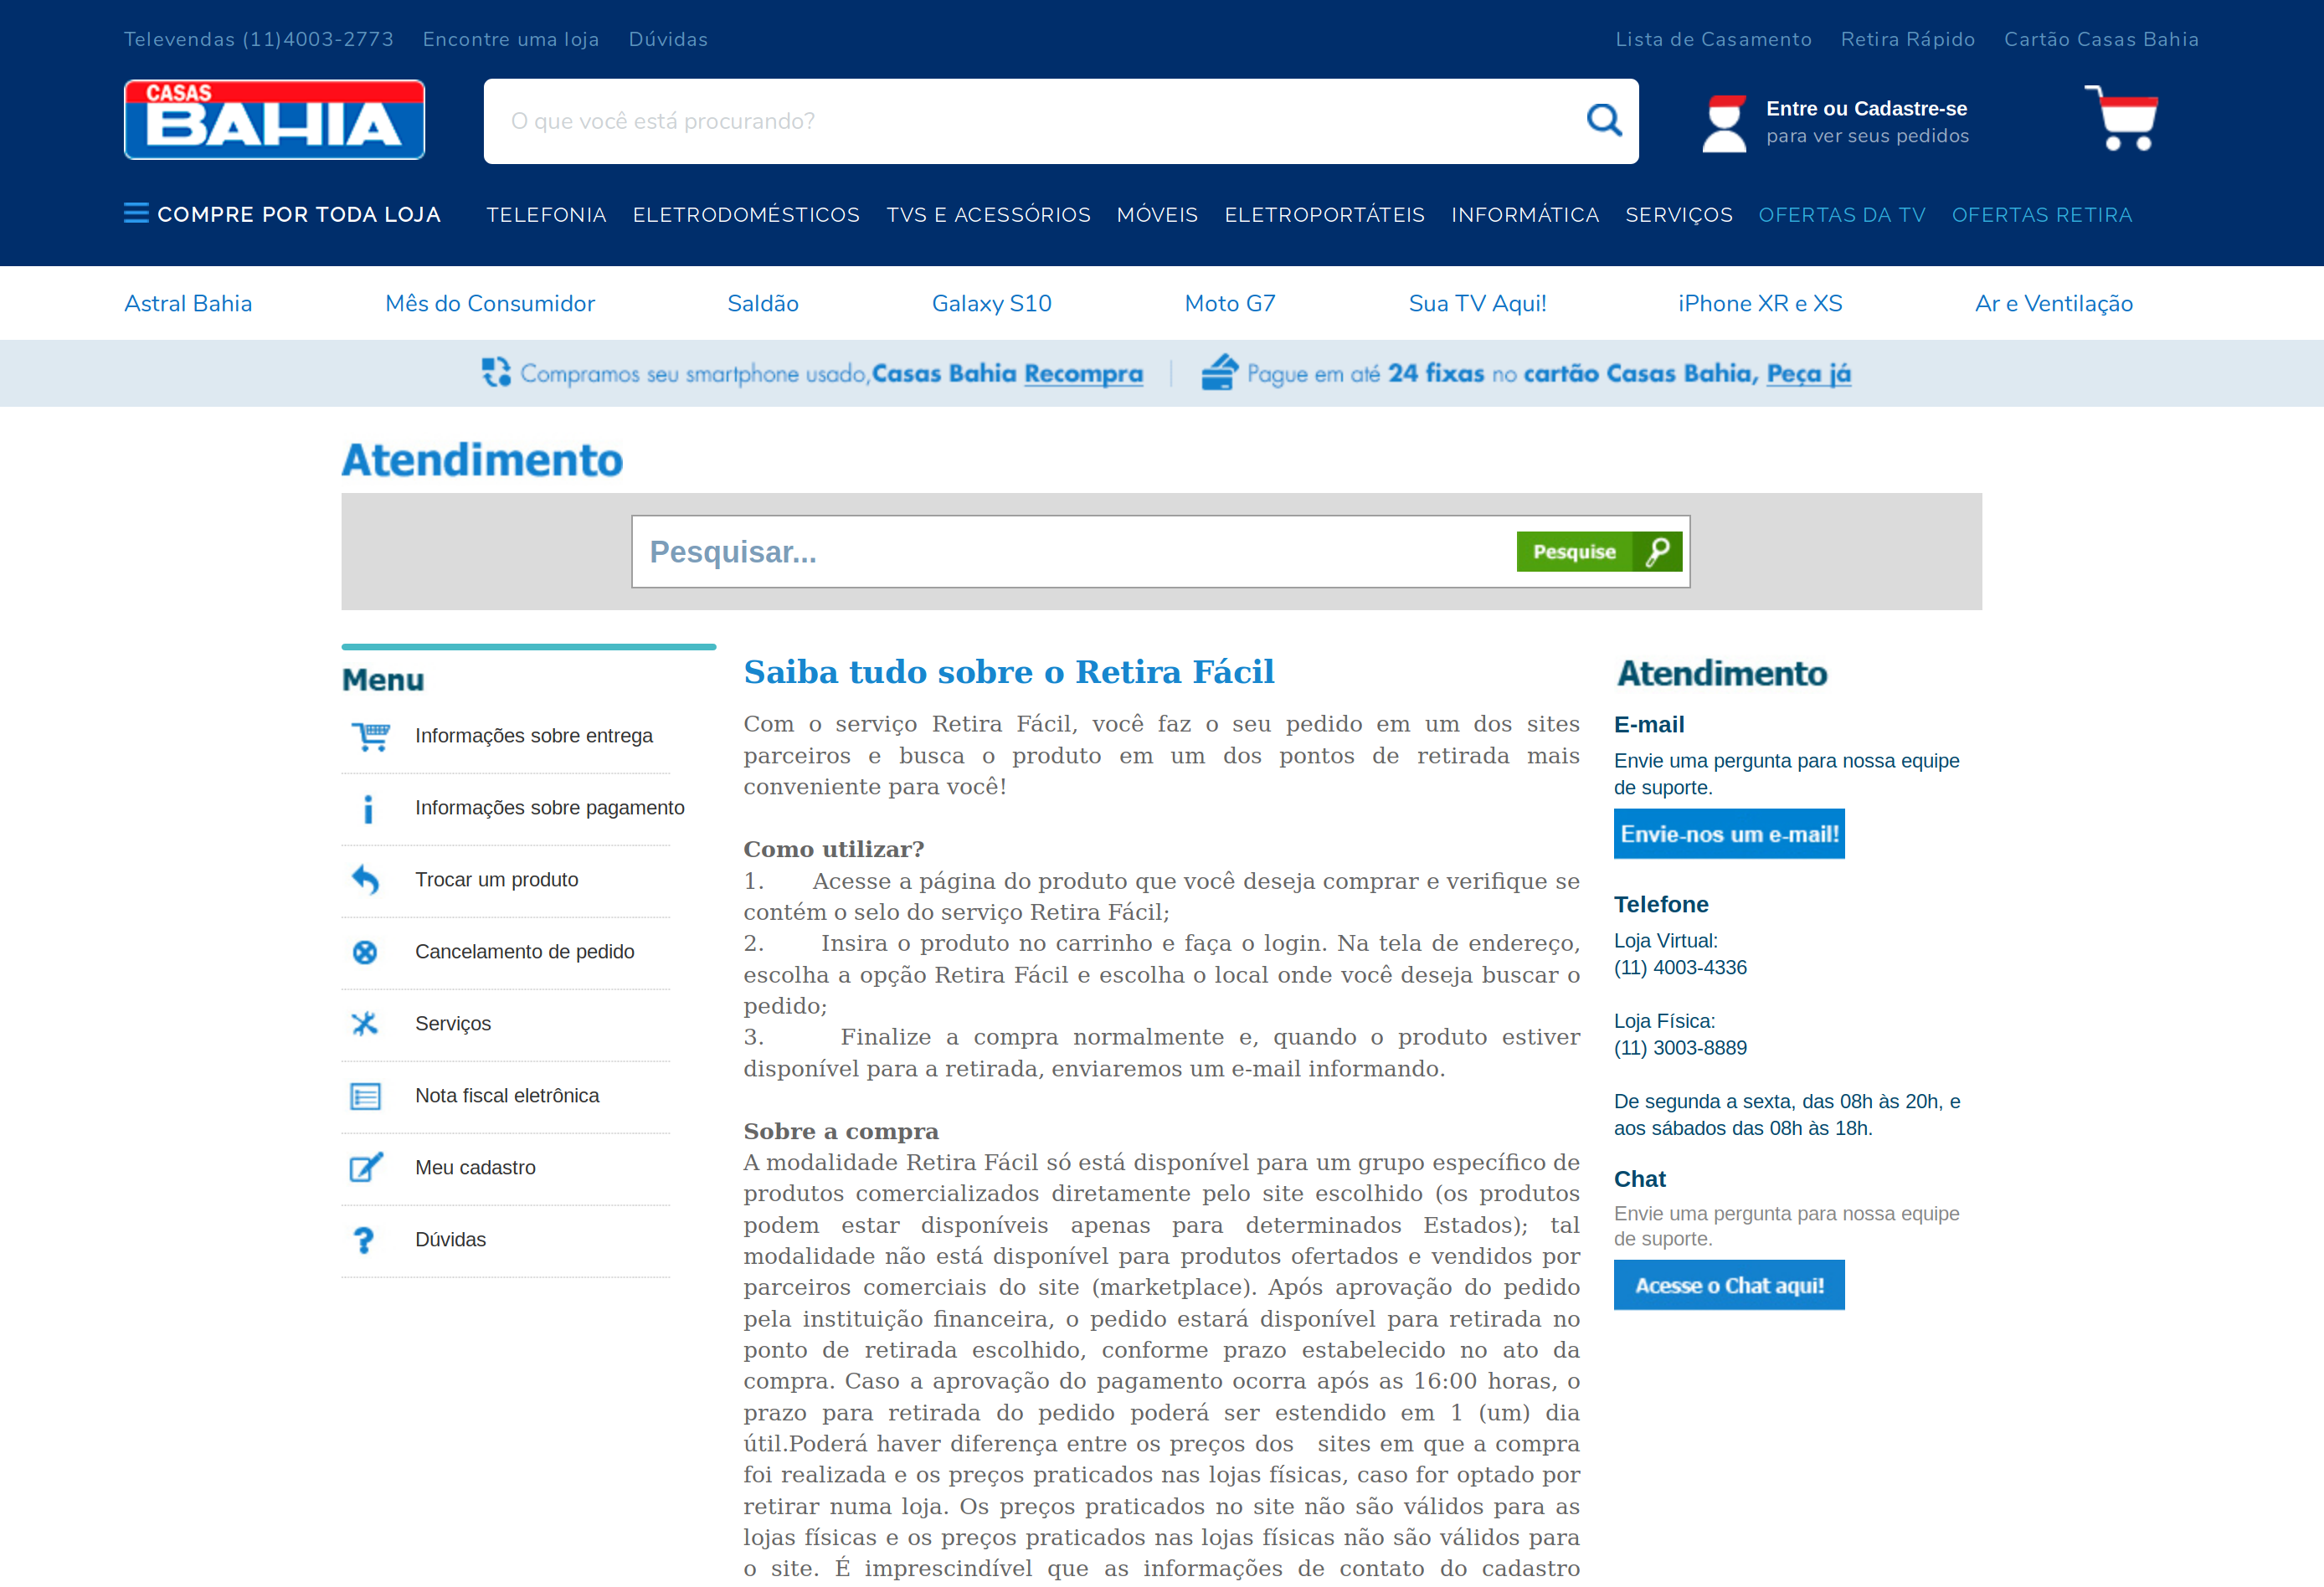 Televendas (11)4003-2773 Encontre uma loja Dúvidas Lista de Casamento Retira Rápido Cartão Casas Bahia
CASAS
BAHIA
O que você está procurando?
Entre ou Cadastre-se
para ver seus pedidos
COMPRE POR TODA LOJA TELEFONIA ELETRODOMÉSTICOS TVS E ACESSÓRIOS MÓVEIS ELETROPORTÁTEIS INFORMÁTICA SERVIÇOS OFERTAS DA TV OFERTAS RETIRA
Astral Bahia Mês do Consumidor Saldão Galaxy S10 Moto G7 Sua TV Aqui! iPhone XR e XS Ar e Ventilação
Compramos seu smartphone usado,Casas Bahia Recompra | Pague em até 24 fixas no cartão Casas Bahia, Peça já
Atendimento
Pesquisar... Pesquise
Menu
Informações sobre entrega
Informações sobre pagamento
Trocar um produto
Cancelamento de pedido
Serviços
Nota fiscal eletrônica
Meu cadastro
Dúvidas
Saiba tudo sobre o Retira Fácil
Com o serviço Retira Fácil, você faz o seu pedido em um dos sites
parceiros e busca o produto em um dos pontos de retirada mais
conveniente para você!
Como utilizar?
1. Acesse a página do produto que você deseja comprar e verifique se
contém o selo do serviço Retira Fácil;
2. Insira o produto no carrinho e faça o login. Na tela de endereço,
escolha a opção Retira Fácil e escolha o local onde você deseja buscar o
pedido;
3. Finalize a compra normalmente e, quando o produto estiver
disponível para a retirada, enviaremos um e-mail informando.
Sobre a compra
A modalidade Retira Fácil só está disponível para um grupo específico de
produtos comercializados diretamente pelo site escolhido (os produtos
podem estar disponíveis apenas para determinados Estados); tal
modalidade não está disponível para produtos ofertados e vendidos por
parceiros comerciais do site (marketplace). Após aprovação do pedido
pela instituição financeira, o pedido estará disponível para retirada no
ponto de retirada escolhido, conforme prazo estabelecido no ato da
compra. Caso a aprovação do pagamento ocorra após as 16:00 horas, o
prazo para retirada do pedido poderá ser estendido em 1 (um) dia
útil.Poderá haver diferença entre os preços dos sites em que a compra
foi realizada e os preços praticados nas lojas físicas, caso for optado por
retirar numa loja. Os preços praticados no site não são válidos para as
lojas físicas e os preços praticados nas lojas físicas não são válidos para
o site. É imprescindível que as informações de contato do cadastro
Atendimento
E-mail
Envie uma pergunta para nossa equipe
de suporte.
Envie-nos um e-mail!
Telefone
Loja Virtual:
(11) 4003-4336
Loja Física:
(11) 3003-8889
De segunda a sexta, das 08h às 20h, e
aos sábados das 08h às 18h.
Chat
Envie uma pergunta para nossa equipe
de suporte.
Acesse o Chat aqui!